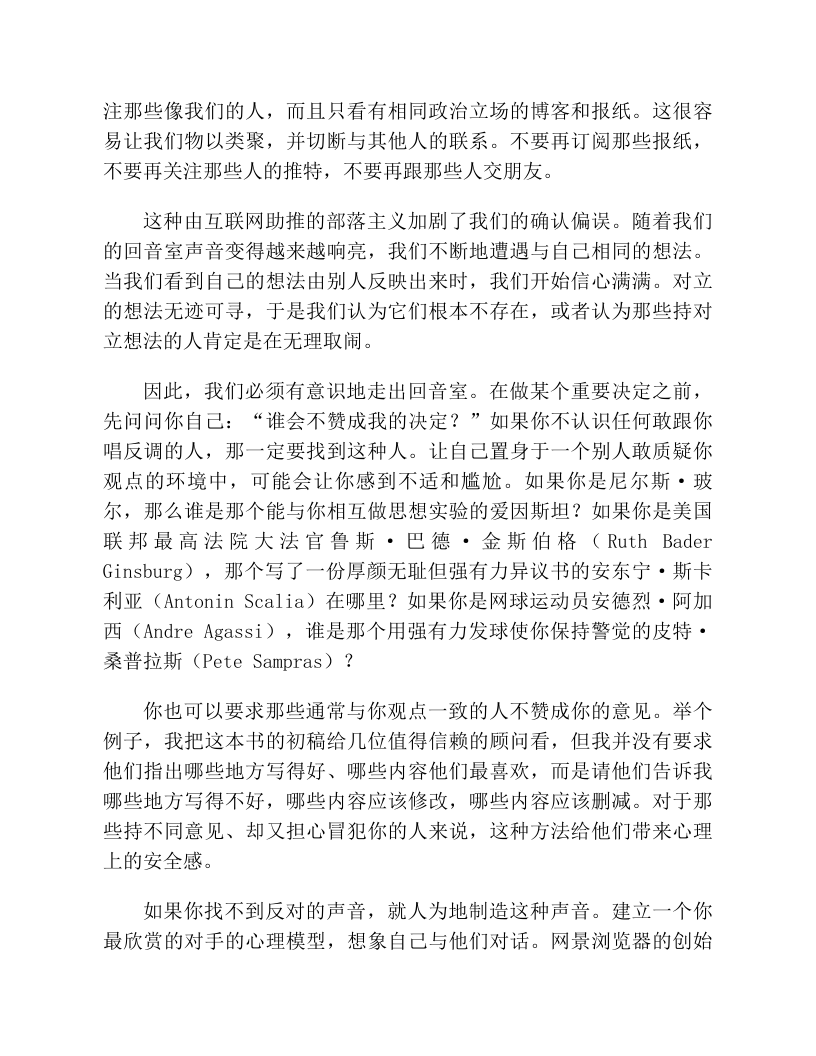 注那些像我们的人，而且只看有相同政治立场的博客和报纸。这很容
易让我们物以类聚，并切断与其他人的联系。不要再订阅那些报纸，
不要再关注那些人的推特，不要再跟那些人交朋友。
这种由互联网助推的部落主义加剧了我们的确认偏误。随着我们
的回音室声音变得越来越响亮，我们不断地遭遇与自己相同的想法。
当我们看到自己的想法由别人反映出来时，我们开始信心满满。对立
的想法无迹可寻，于是我们认为它们根本不存在，或者认为那些持对
立想法的人肯定是在无理取闹。
因此，我们必须有意识地走出回音室。在做某个重要决定之前，
先问问你自己：“谁会不赞成我的决定？”如果你不认识任何敢跟你
唱反调的人，那一定要找到这种人。让自己置身于一个别人敢质疑你
观点的环境中，可能会让你感到不适和尴尬。如果你是尼尔斯·玻
尔，那么谁是那个能与你相互做思想实验的爱因斯坦？如果你是美国
联邦最高法院大法官鲁斯·巴德·金斯伯格（Ruth Bader
Ginsburg），那个写了一份厚颜无耻但强有力异议书的安东宁·斯卡
利亚（Antonin Scalia）在哪里？如果你是网球运动员安德烈·阿加
西（Andre Agassi），谁是那个用强有力发球使你保持警觉的皮特·
桑普拉斯（Pete Sampras）？
你也可以要求那些通常与你观点一致的人不赞成你的意见。举个
例子，我把这本书的初稿给几位值得信赖的顾问看，但我并没有要求
他们指出哪些地方写得好、哪些内容他们最喜欢，而是请他们告诉我
哪些地方写得不好，哪些内容应该修改，哪些内容应该删减。对于那
些持不同意见、却又担心冒犯你的人来说，这种方法给他们带来心理
上的安全感。
如果你找不到反对的声音，就人为地制造这种声音。建立一个你
最欣赏的对手的心理模型，想象自己与他们对话。网景浏览器的创始